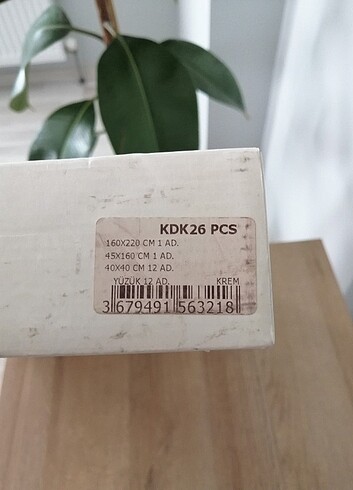 KDK26 PCS
160X220 CM 1 AD.
45X160 CM 1 AD.
40X40 CM 12 AD.
YÜZÜK 12 AD. KREM
3 679491 563218